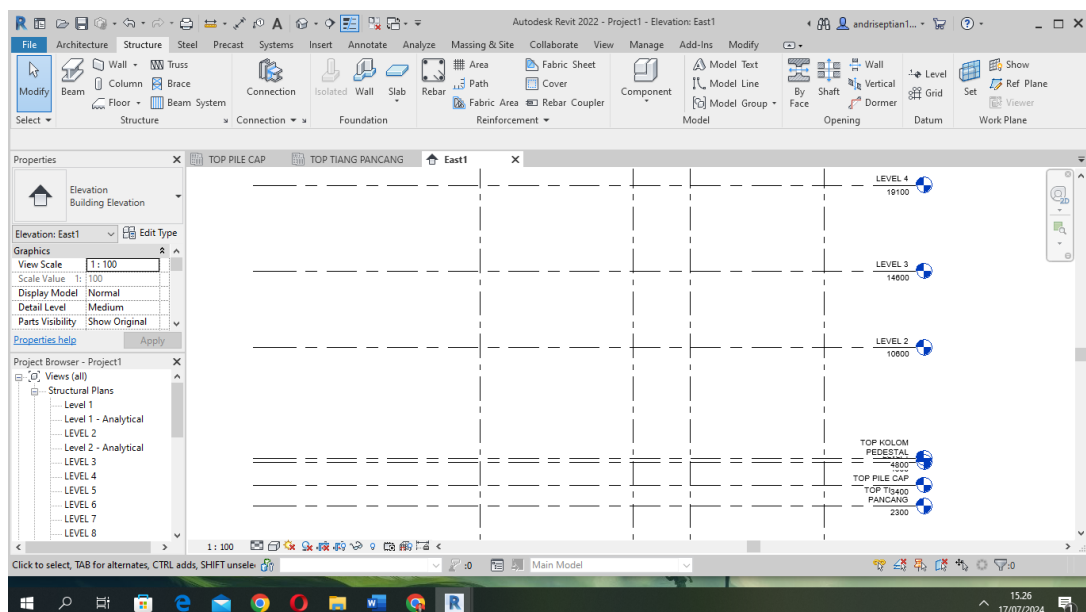 Autodesk Revit 2022 - Project1 - Elevation: East1
andriseptian1...
File Architecture Structure Steel Precast Systems Insert Annotate Analyze Massing & Site Collaborate View Manage Add-Ins Modify
Modify
Beam
Wall
Truss
Column
Brace
Floor
Beam System
Connection
Isolated
Wall
Slab
Rebar
Area
Path
Fabric Area
Fabric Sheet
Cover
Rebar Coupler
Component
Model Text
Model Line
Model Group
By Face
Shaft
Wall
Vertical
Dormer
Level
Grid
Set
Show
Ref Plane
Viewer
Select
Structure
Connection
Foundation
Reinforcement
Model
Opening
Datum
Work Plane
Properties
TOP PILE CAP
TOP TIANG PANCANG
East1
Elevation
Building Elevation
Elevation: East1
Edit Type
Graphics
View Scale 1 : 100
Scale Value 1: 100
Display Model Normal
Detail Level Medium
Parts Visibility Show Original
Properties help
Apply
Project Browser - Project1
Views (all)
Structural Plans
Level 1
Level 1 - Analytical
LEVEL 2
Level 2 - Analytical
LEVEL 3
LEVEL 4
LEVEL 5
LEVEL 6
LEVEL 7
LEVEL 8
LEVEL 4
19100
LEVEL 3
14600
LEVEL 2
10600
TOP KOLOM
PEDESTAL
4800
TOP PILE CAP
3400
PANCANG
2300
1 : 100
Click to select, TAB for alternates, CTRL adds, SHIFT unsele
:0
Main Model
:0
15.26
17/07/2024